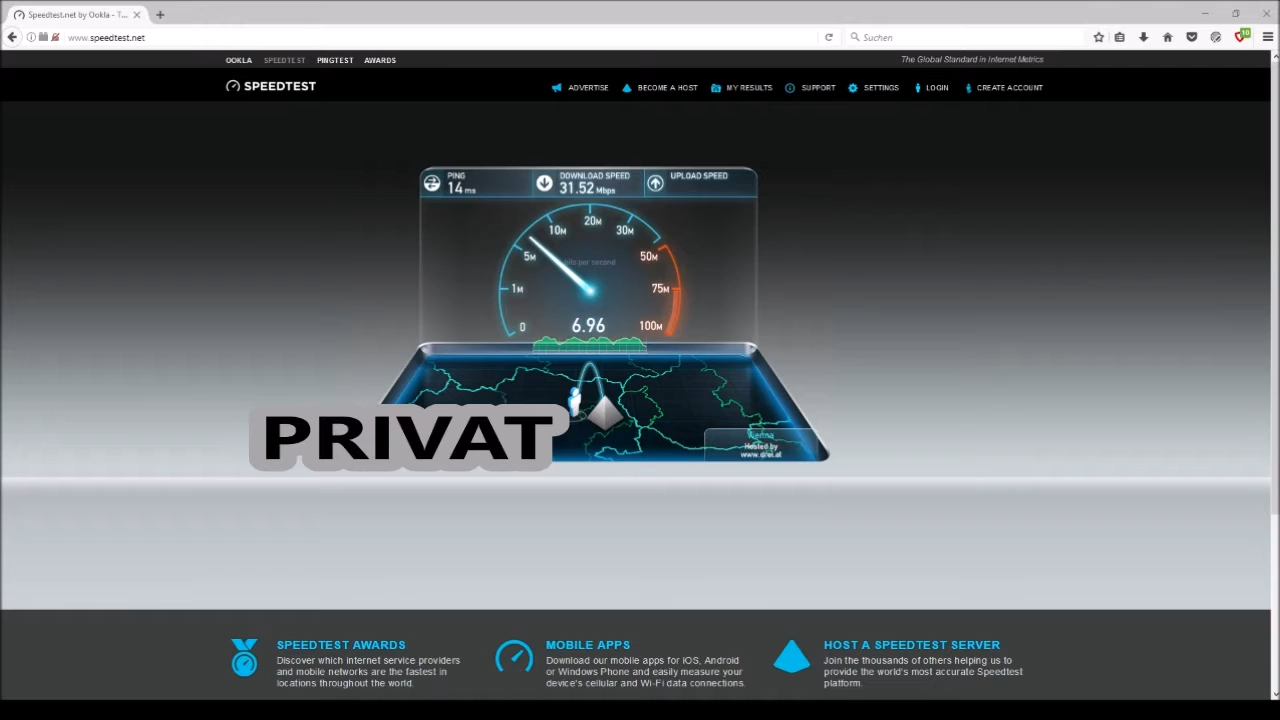 Speedtest.net by Ookla - T...
www.speedtest.net
Suchen
10
OOKLA SPEEDTEST PINGTEST AWARDS
The Global Standard in Internet Metrics
SPEEDTEST
ADVERTISE BECOME A HOST MY RESULTS SUPPORT SETTINGS LOGIN CREATE ACCOUNT
PING DOWNLOAD SPEED UPLOAD SPEED
14 ms 31.52 Mbps
20M
10M 30M
5M 50M
per second
1M 75M
0 6.96 100M
PRIVAT
Vienna
Hosted by
www.drei.at
SPEEDTEST AWARDS
Discover which internet service providers
and mobile networks are the fastest in
locations throughout the world.
MOBILE APPS
Download our mobile apps for iOS, Android
or Windows Phone and easily measure your
device's cellular and Wi-Fi data connections.
HOST A SPEEDTEST SERVER
Join the thousands of others helping us to
provide the world's most accurate Speedtest
platform.